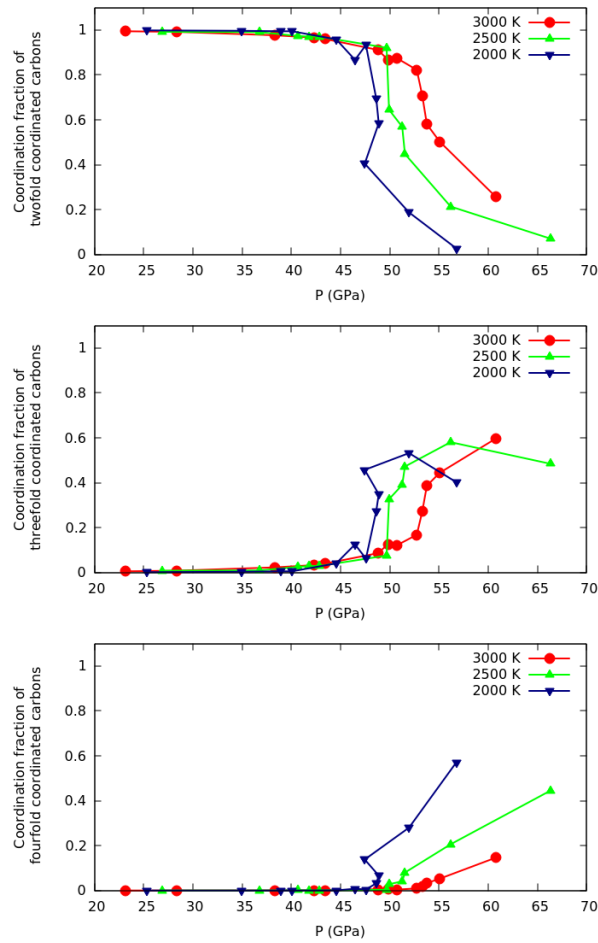 1
0.8
0.6
0.4
0.2
0
Coordination fraction of
twofold coordinated carbons
3000 K
2500 K
2000 K
20 25 30 35 40 45 50 55 60 65 70
P (GPa)
1
0.8
0.6
0.4
0.2
0
Coordination fraction of
threefold coordinated carbons
3000 K
2500 K
2000 K
20 25 30 35 40 45 50 55 60 65 70
P (GPa)
1
0.8
0.6
0.4
0.2
0
Coordination fraction of
fourfold coordinated carbons
3000 K
2500 K
2000 K
20 25 30 35 40 45 50 55 60 65 70
P (GPa)